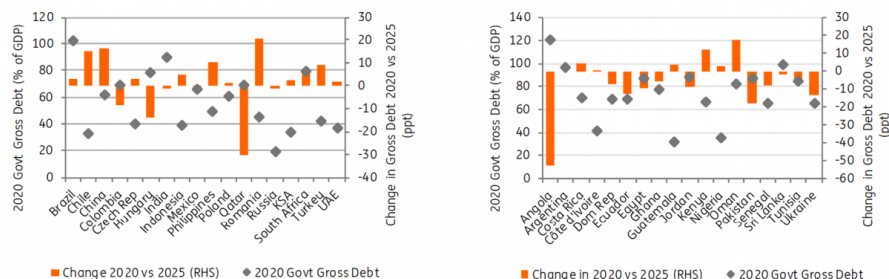 2020 Govt Gross Debt (% of GDP)
120
100
80
60
40
20
0
30
20
10
0
-10
-20
-30
-40
Change in Gross Debt 2020 vs 2025
(ppt)
Brazil
Chile
China
Colombia
Czech Rep
Hungary
India
Indonesia
Mexico
Philippines
Poland
Qatar
Romania
Russia
KSA
South Africa
Turkey
UAE
Change 2020 vs 2025 (RHS)
2020 Govt Gross Debt
2020 Govt Gross Debt (% of GDP)
140
120
100
80
60
40
20
0
30
20
10
0
-10
-20
-30
-40
-50
-60
Change in Gross Debt 2020 vs 2025
(ppt)
Angola
Argentina
Costa Rica
Côte d'Ivoire
Dom Rep
Ecuador
Egypt
Ghana
Guatemala
Jordan
Kenya
Nigeria
Oman
Pakistan
Senegal
Sri Lanka
Tunisia
Ukraine
Change in 2020 vs 2025 (RHS)
2020 Govt Gross Debt